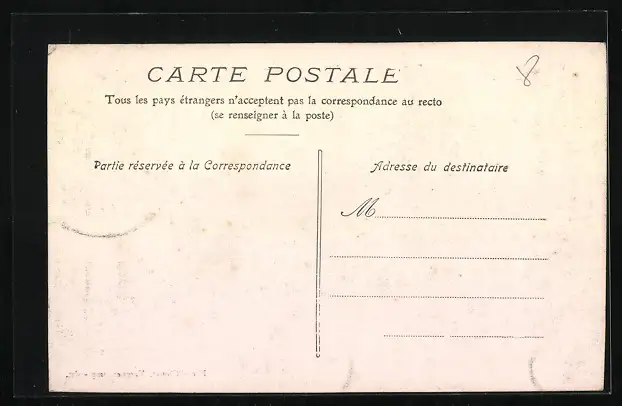 CARTE POSTALE
8
Tous les pays étrangers n'acceptent pas la correspondance au recto
(se renseigner à la poste)
Partie réservée à la Correspondance
Adresse du destinataire
M